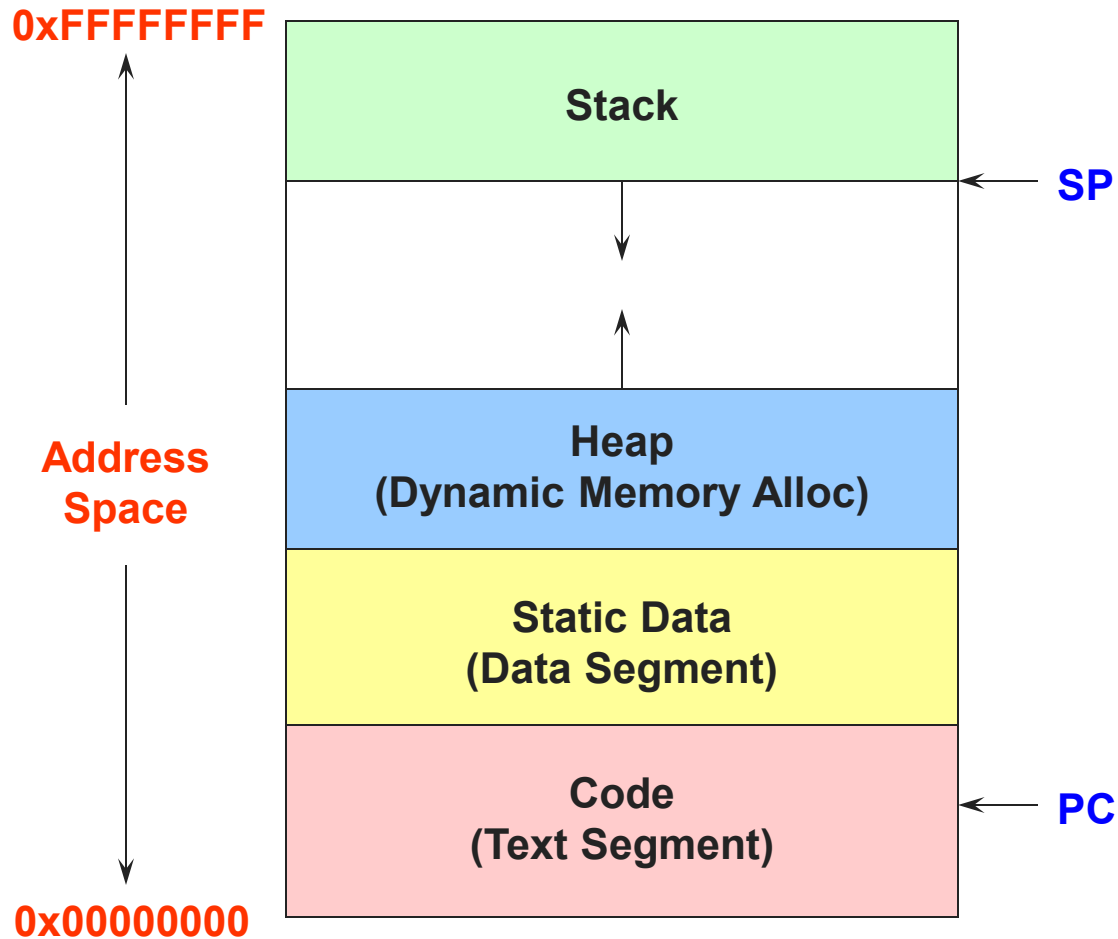 0xFFFFFFFF
Stack
SP
Heap
(Dynamic Memory Alloc)
Address
Space
Static Data
(Data Segment)
Code
(Text Segment)
PC
0x00000000